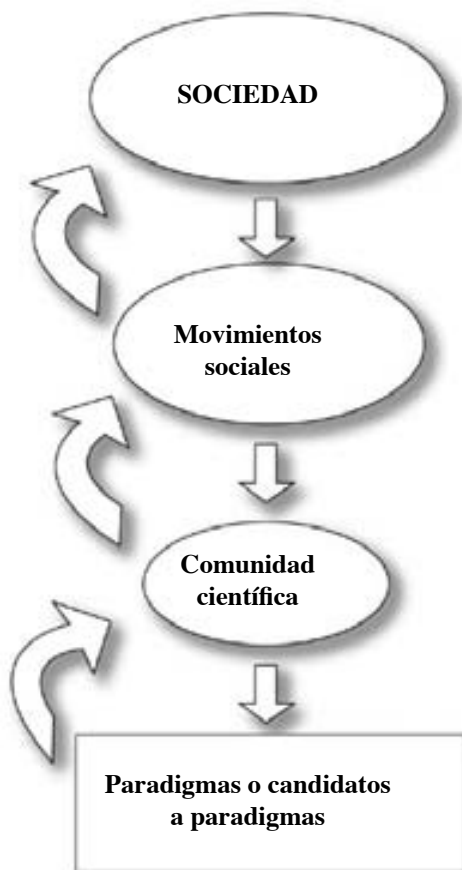 SOCIEDAD
Movimientos
sociales
Comunidad
científica
Paradigmas o candidatos
a paradigmas